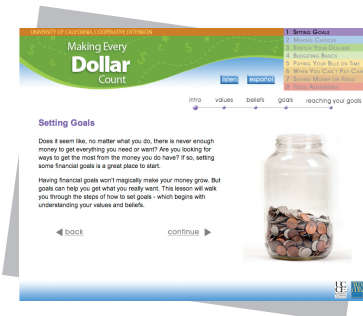 UNIVERSITY OF CALIFORNIA, COOPERATIVE EXTENSION
Making Every
Dollar
Count
listen
español
1 SETTING GOALS
2 MAKING CHOICES
3 STRETCH YOUR DOLLARS
4 BUDGETING BASICS
5 PAYING YOUR BILLS ON TIME
6 WHEN YOU CAN'T PAY
7 SAVING MONEY ON FOOD
8 FOOD ADVERTISING
intro values beliefs goals reaching your goals
Setting Goals
Does it seem like, no matter what you do, there is never enough
money to get everything you need or want? Are you looking for
ways to get the most from the money you do have? If so, setting
some financial goals is a great place to start.
Having financial goals won't magically make your money grow. But
goals can help you get what you really want. This lesson will walk
you through the steps of how to set goals - which begins with
understanding your values and beliefs.
back
continue